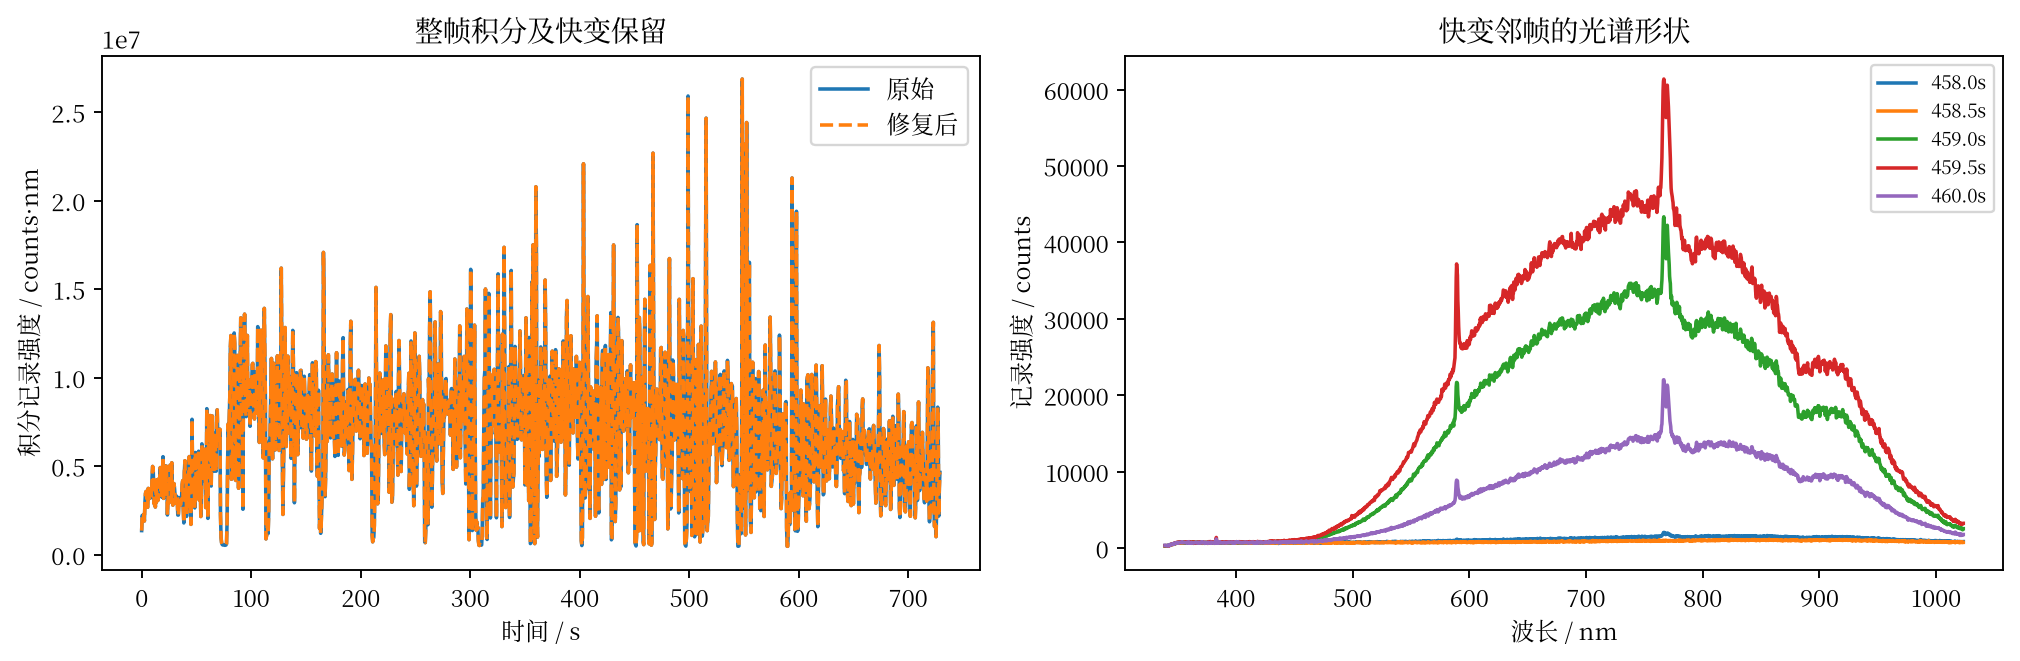 整帧积分及快变保留
1e7
2.5
2.0
1.5
1.0
0.5
0.0
积分记录强度 / counts·nm
原始
修复后
0 100 200 300 400 500 600 700
时间 / s
快变邻帧的光谱形状
60000
50000
40000
30000
20000
10000
0
记录强度 / counts
458.0s
458.5s
459.0s
459.5s
460.0s
400 500 600 700 800 900 1000
波长 / nm